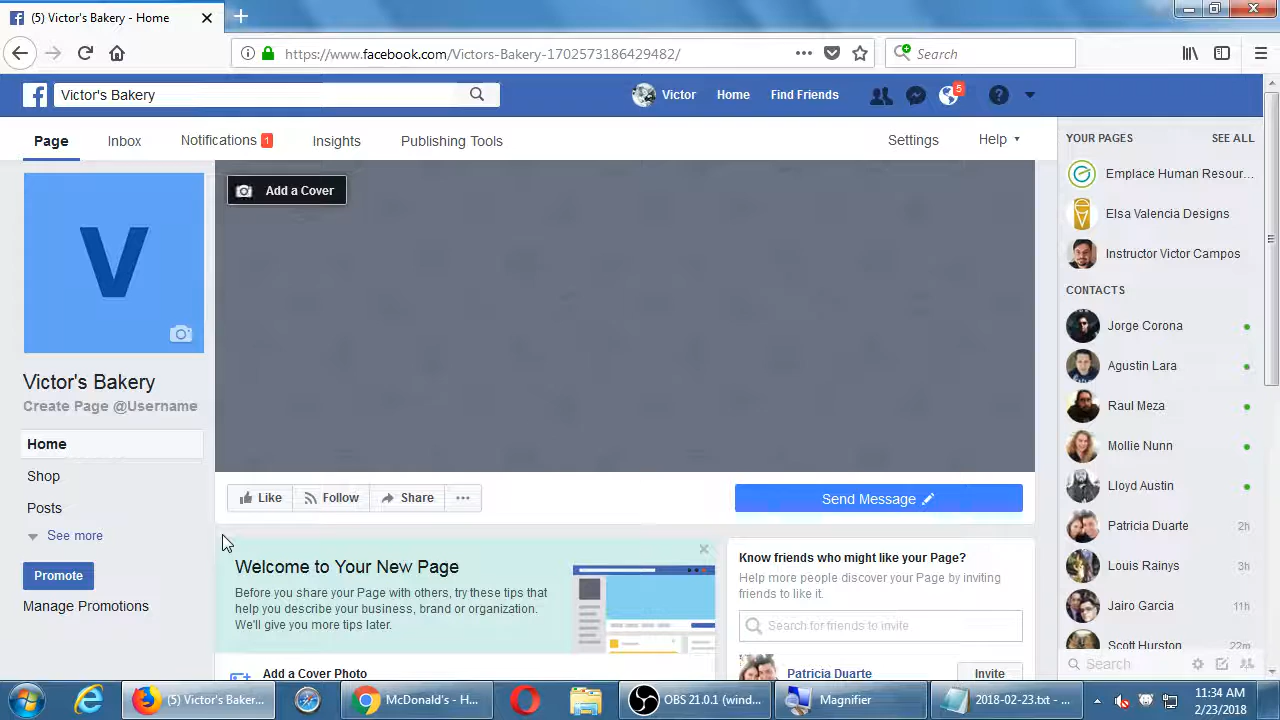 (5) Victor's Bakery - Home
https://www.facebook.com/Victors-Bakery-1702573186429482/
Search
Victor's Bakery
Victor
Home
Find Friends
5
Page
Inbox
Notifications 1
Insights
Publishing Tools
Settings
Help
YOUR PAGES
SEE ALL
Emplace Human Resour...
Elsa Valencia Designs
Instructor Victor Campos
CONTACTS
Jorge Corona
Agustin Lara
Raul Meza
Mollie Nunn
Lloyd Austin
Patricia Duarte 2h
Louis Rainys 3h
Jairo Garcia 11h
Scott Hurston 22m
Search
Add a Cover
V
Victor's Bakery
Create Page @Username
Home
Shop
Posts
See more
Promote
Manage Promotions
Like
Follow
Share
Send Message
Welcome to Your New Page
Before you share your Page with others, try these tips that
help you describe your business, brand or organization.
We'll give you more tips later.
Add a Cover Photo
Know friends who might like your Page?
Help more people discover your Page by inviting
friends to like it.
Search for friends to invite
Patricia Duarte
Invite
(5) Victor's Baker...
McDonald's - H...
OBS 21.0.1 (wind...
Magnifier
2018-02-23.txt - ...
11:34 AM
2/23/2018